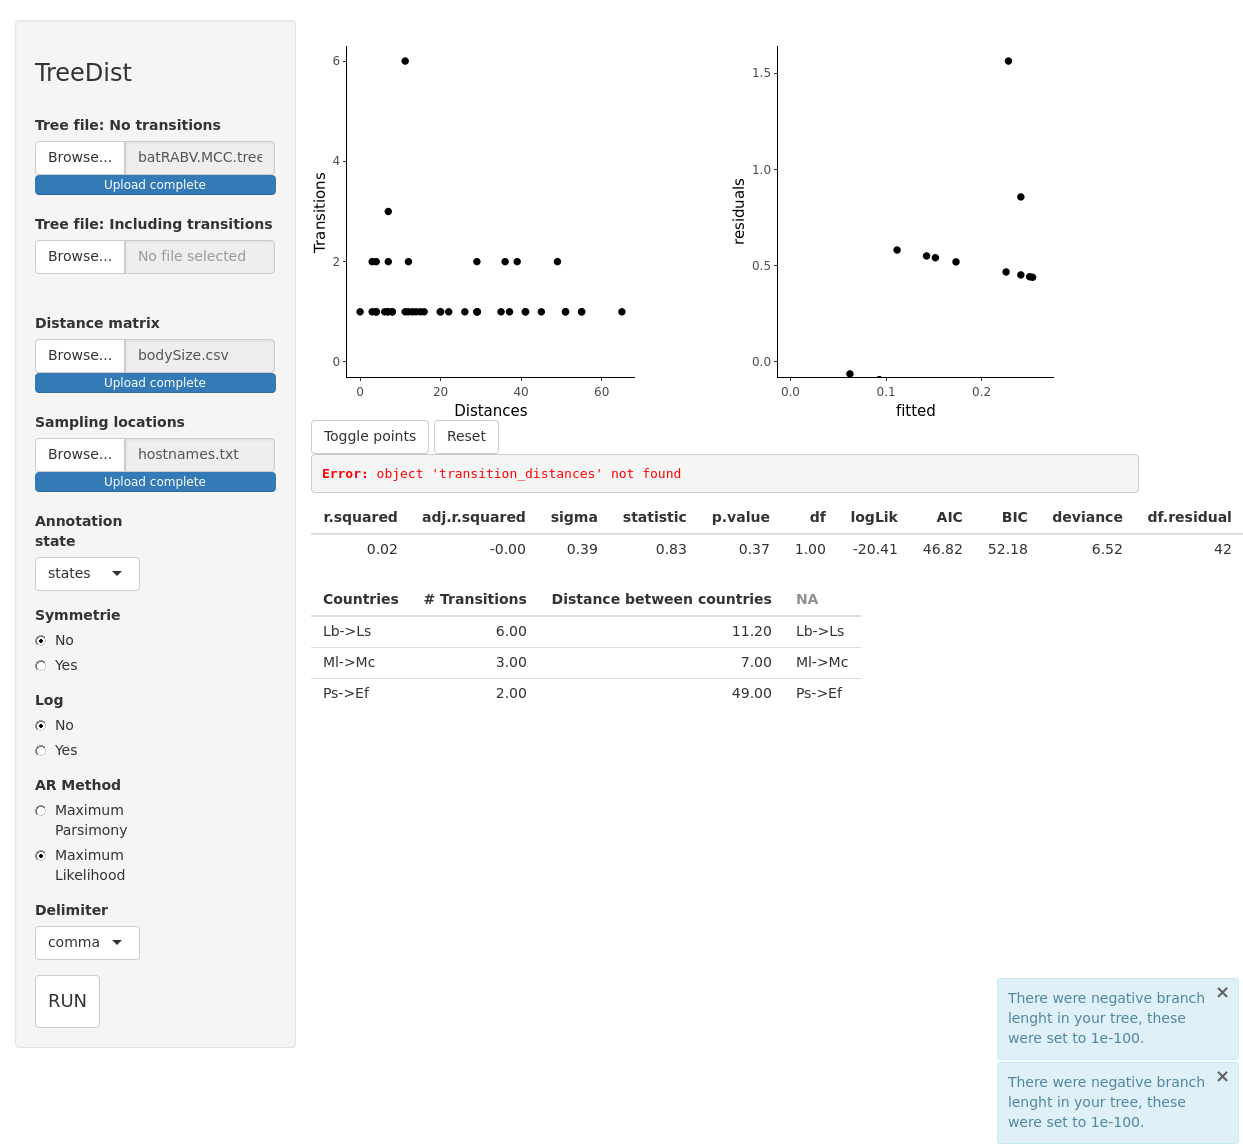 TreeDist
Tree file: No transitions
Browse...
batRABV.MCC.tree
Upload complete
Tree file: Including transitions
Browse...
No file selected
Distance matrix
Browse...
bodySize.csv
Upload complete
Sampling locations
Browse...
hostnames.txt
Upload complete
Annotation
state
states
Symmetrie
No
Yes
Log
No
Yes
AR Method
Maximum
Parsimony
Maximum
Likelihood
Delimiter
comma
RUN
Transitions
6
4
2
0
0 20 40 60
Distances
residuals
1.5
1.0
0.5
0.0
0.0 0.1 0.2
fitted
Toggle points
Reset
Error: object 'transition_distances' not found
r.squared adj.r.squared sigma statistic p.value df logLik AIC BIC deviance df.residual
0.02 -0.00 0.39 0.83 0.37 1.00 -20.41 46.82 52.18 6.52 42
Countries # Transitions Distance between countries NA
Lb->Ls 6.00 11.20 Lb->Ls
Ml->Mc 3.00 7.00 Ml->Mc
Ps->Ef 2.00 49.00 Ps->Ef
There were negative branch ×
lenght in your tree, these
were set to 1e-100.
There were negative branch ×
lenght in your tree, these
were set to 1e-100.